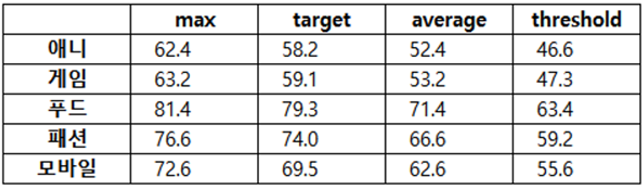 max target average threshold
애니 62.4 58.2 52.4 46.6
게임 63.2 59.1 53.2 47.3
푸드 81.4 79.3 71.4 63.4
패션 76.6 74.0 66.6 59.2
모바일 72.6 69.5 62.6 55.6